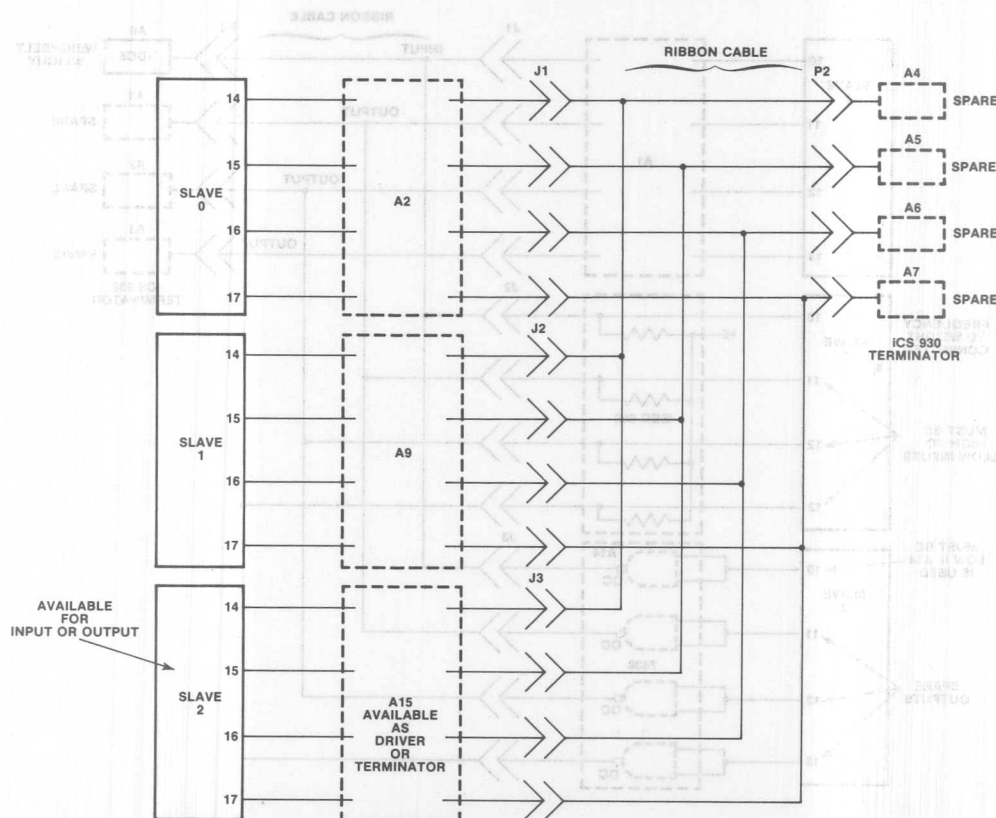 RIBBON CABLE
J1
P2
A4
SPARE
14
A5
SPARE
15
SLAVE
0
A2
A6
SPARE
16
A7
SPARE
17
iCS 930
TERMINATOR
J2
14
15
SLAVE
1
A9
16
17
J3
14
AVAILABLE
FOR
INPUT OR OUTPUT
15
SLAVE
2
A15
AVAILABLE
AS
DRIVER
OR
TERMINATOR
16
17